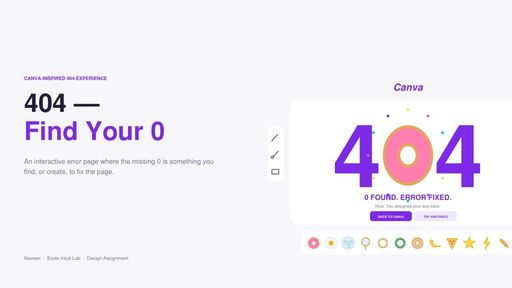 CANVA-INSPIRED 404 EXPERIENCE
404 —
Find Your 0
An interactive error page where the missing 0 is something you
find, or create, to fix the page.
Naveen · Ecole Intuit Lab · Design Assignment
Canva
404
0 FOUND. ERROR FIXED.
Nice. You designed your way back.
BACK TO CANVA
TRY ANOTHER 0